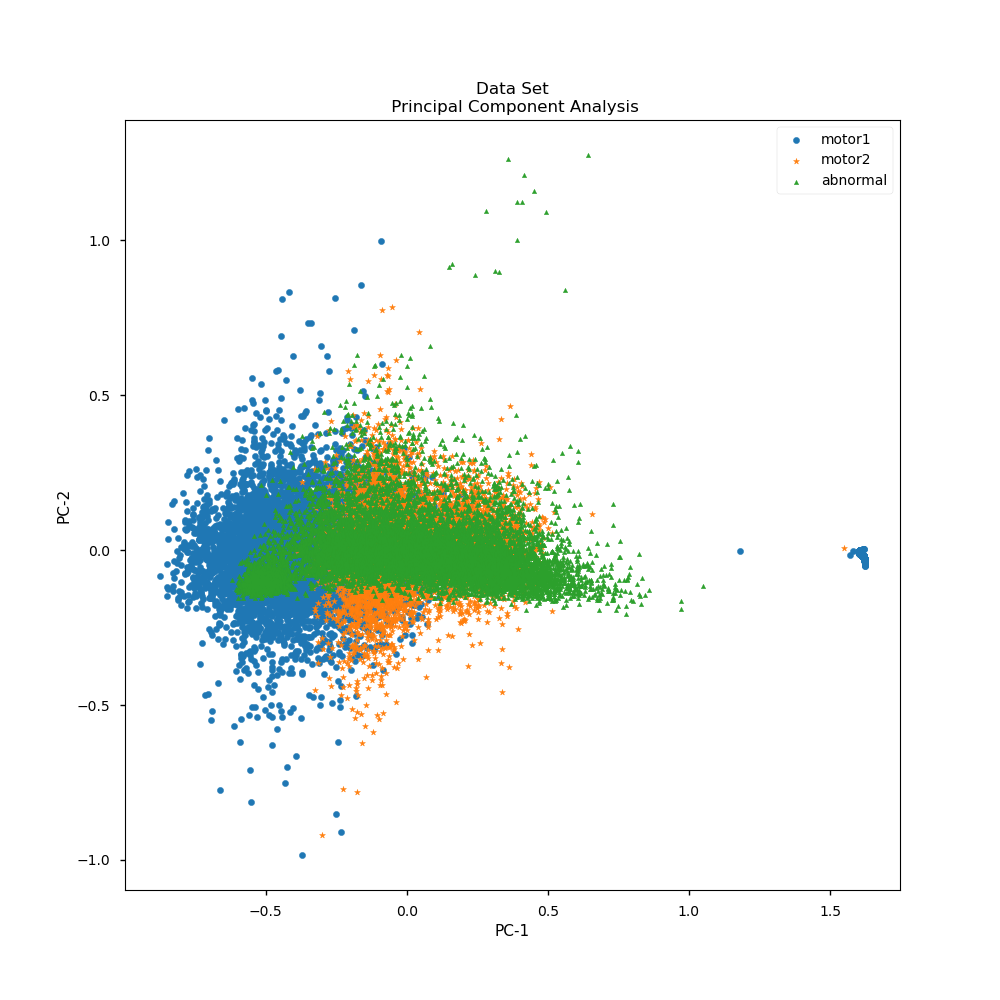 Data Set
Principal Component Analysis
motor1
motor2
abnormal
1.0
0.5
0.0
−0.5
−1.0
PC-2
−0.5
0.0
0.5
1.0
1.5
PC-1